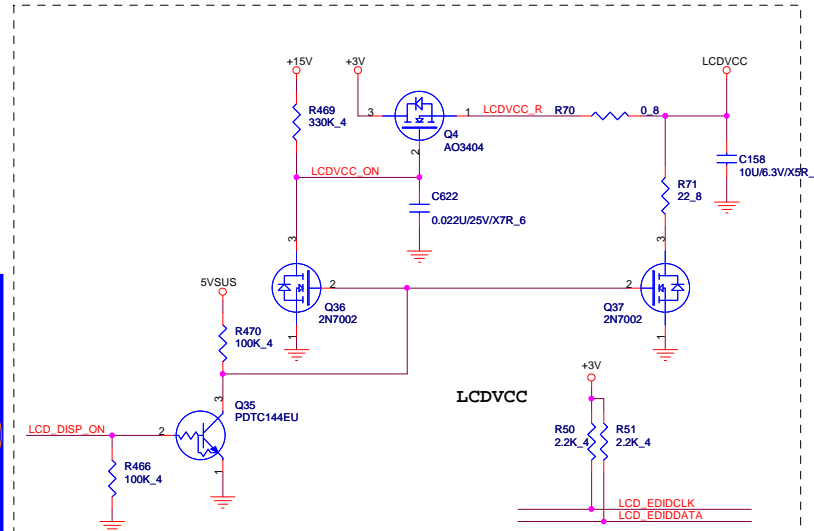 +15V
+3V
LCDVCC
R469
330K_4
3
1
LCDVCC_R
R70
0_8
Q4
AO3404
2
C158
10U/6.3V/X5R_
LCDVCC_ON
C622
0.022U/25V/X7R_6
R71
22_8
3
3
5VSUS
2
2
Q36
2N7002
Q37
2N7002
R470
100K_4
1
1
+3V
LCDVCC
3
Q35
PDTC144EU
LCD_DISP_ON
2
R50
2.2K_4
R51
2.2K_4
R466
100K_4
1
LCD_EDIDCLK
LCD_EDIDDATA